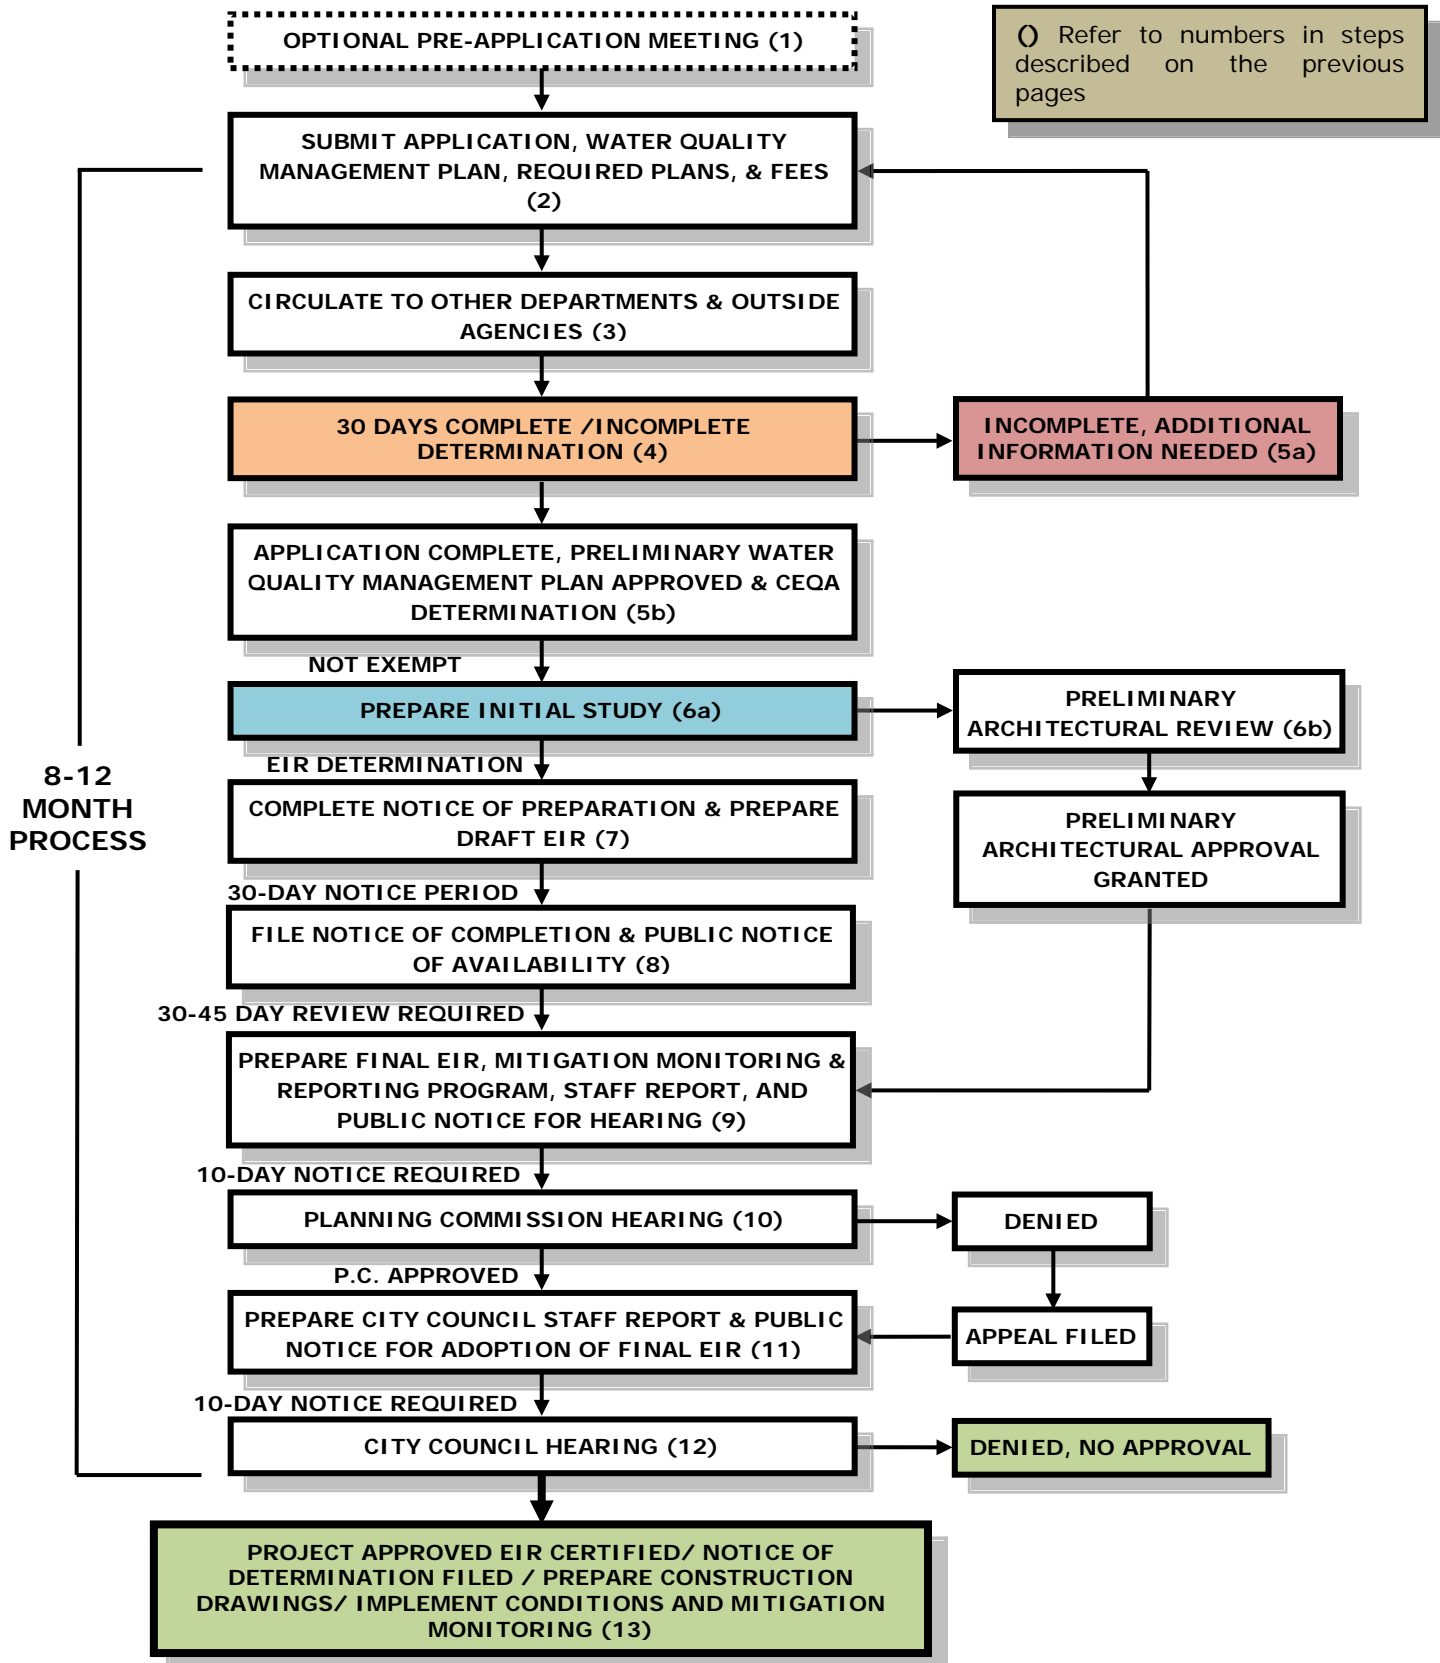 OPTIONAL PRE-APPLICATION MEETING (1)
() Refer to numbers in steps
described on the previous
pages
SUBMIT APPLICATION, WATER QUALITY
MANAGEMENT PLAN, REQUIRED PLANS, & FEES
(2)
CIRCULATE TO OTHER DEPARTMENTS & OUTSIDE
AGENCIES (3)
30 DAYS COMPLETE /INCOMPLETE
DETERMINATION (4)
INCOMPLETE, ADDITIONAL
INFORMATION NEEDED (5a)
APPLICATION COMPLETE, PRELIMINARY WATER
QUALITY MANAGEMENT PLAN APPROVED & CEQA
DETERMINATION (5b)
NOT EXEMPT
PREPARE INITIAL STUDY (6a)
PRELIMINARY
ARCHITECTURAL REVIEW (6b)
EIR DETERMINATION
8-12
MONTH
PROCESS
COMPLETE NOTICE OF PREPARATION & PREPARE
DRAFT EIR (7)
PRELIMINARY
ARCHITECTURAL APPROVAL
GRANTED
30-DAY NOTICE PERIOD
FILE NOTICE OF COMPLETION & PUBLIC NOTICE
OF AVAILABILITY (8)
30-45 DAY REVIEW REQUIRED
PREPARE FINAL EIR, MITIGATION MONITORING &
REPORTING PROGRAM, STAFF REPORT, AND
PUBLIC NOTICE FOR HEARING (9)
10-DAY NOTICE REQUIRED
PLANNING COMMISSION HEARING (10)
DENIED
P.C. APPROVED
PREPARE CITY COUNCIL STAFF REPORT & PUBLIC
NOTICE FOR ADOPTION OF FINAL EIR (11)
APPEAL FILED
10-DAY NOTICE REQUIRED
CITY COUNCIL HEARING (12)
DENIED, NO APPROVAL
PROJECT APPROVED EIR CERTIFIED/ NOTICE OF
DETERMINATION FILED / PREPARE CONSTRUCTION
DRAWINGS/ IMPLEMENT CONDITIONS AND MITIGATION
MONITORING (13)